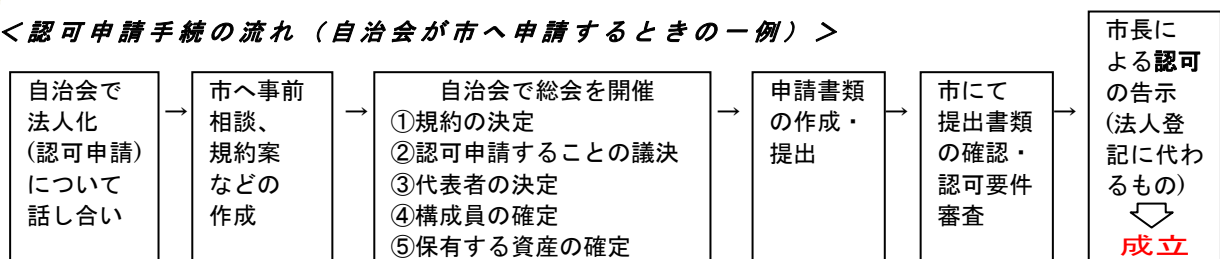 ＜認可申請手続の流れ（自治会が市へ申請するときの一例）＞
自治会で
法人化
(認可申請)
について
話し合い
→
市へ事前
相談、
規約案
などの
作成
→
自治会で総会を開催
①規約の決定
②認可申請することの議決
③代表者の決定
④構成員の確定
⑤保有する資産の確定
→
申請書類
の作成・
提出
→
市にて
提出書類
の確認・
認可要件
審査
→
市長に
よる認可
の告示
(法人登
記に代わ
るもの)
成立